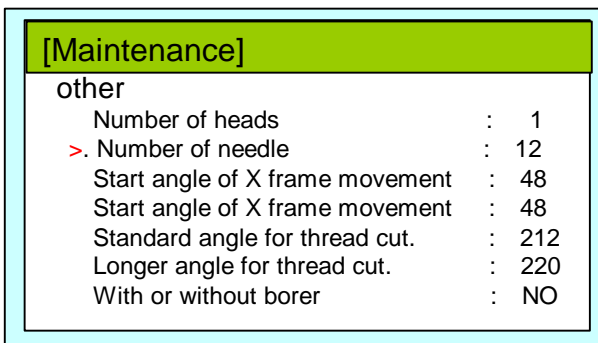 [Maintenance]
other
Number of heads : 1
>. Number of needle : 12
Start angle of X frame movement : 48
Start angle of X frame movement : 48
Standard angle for thread cut. : 212
Longer angle for thread cut. : 220
With or without borer : NO